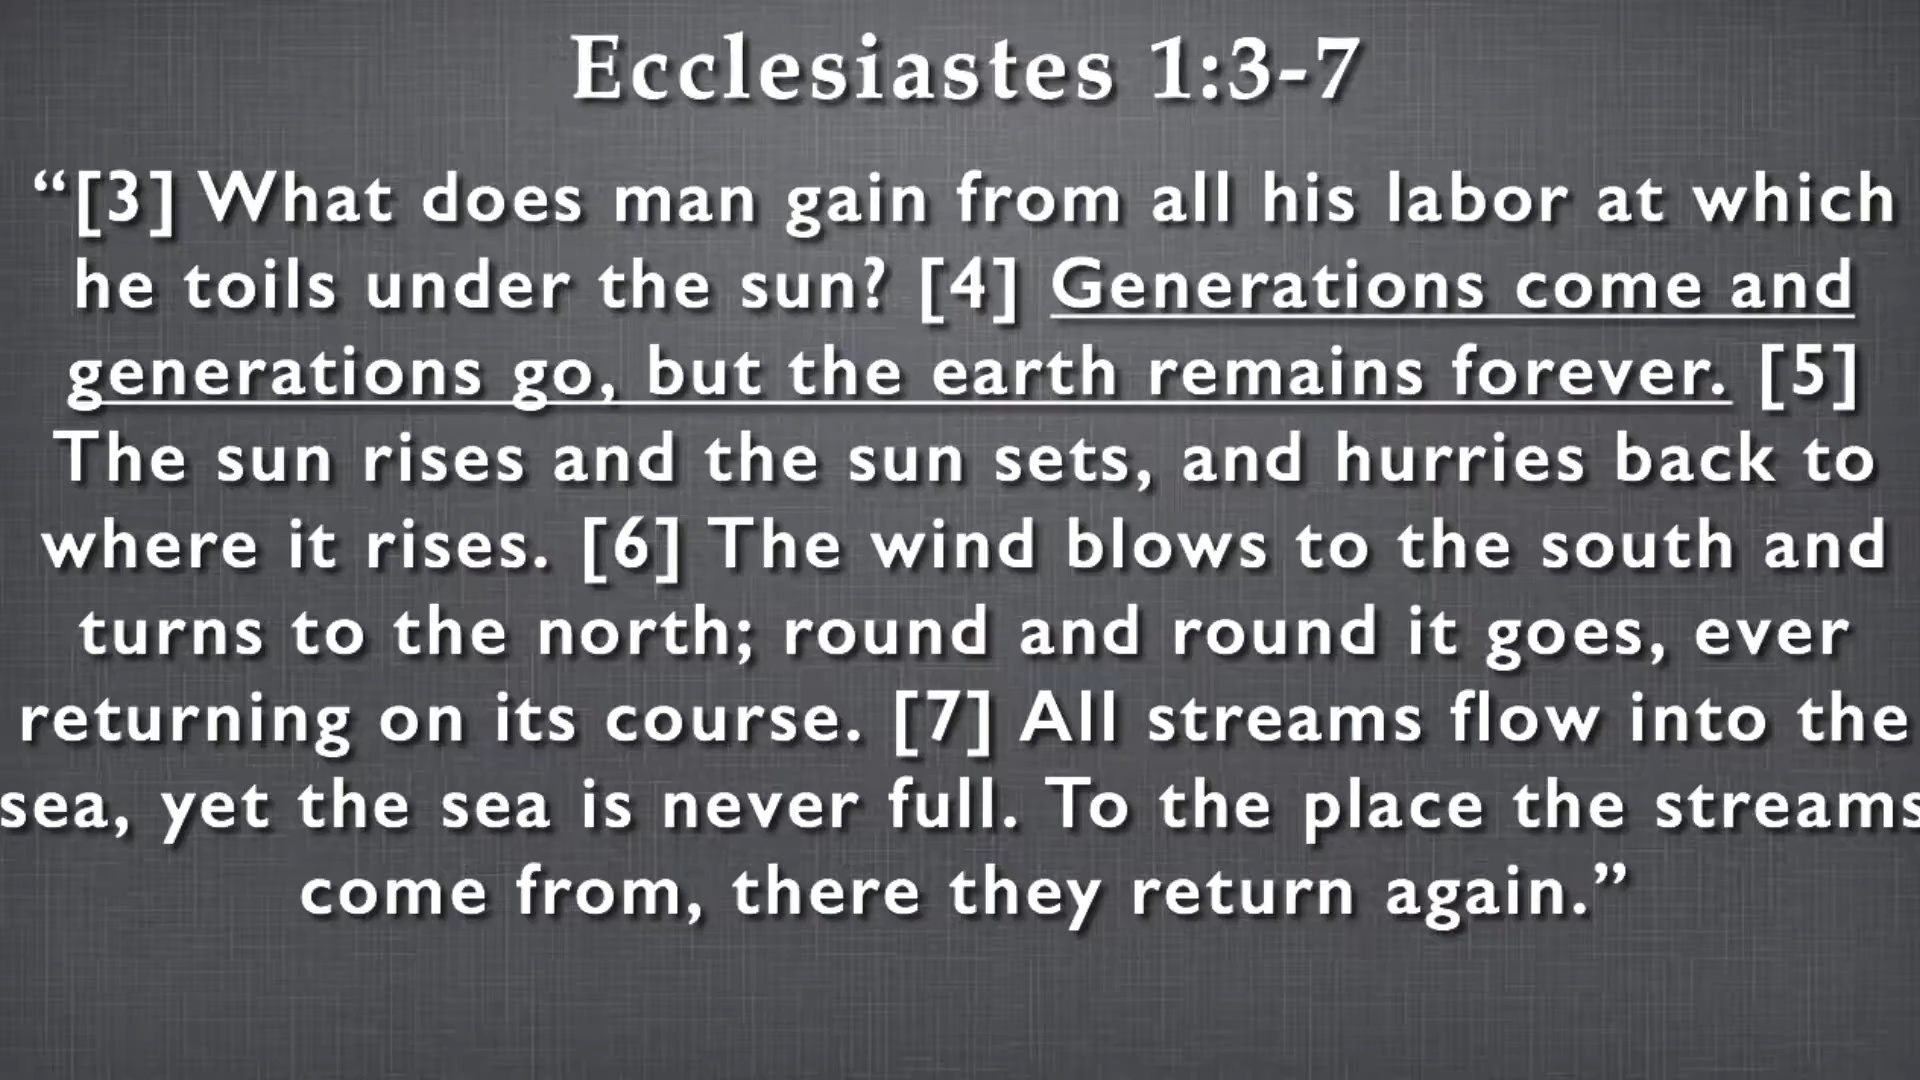 Ecclesiastes 1:3-7
“[3] What does man gain from all his labor at which
he toils under the sun? [4] Generations come and
generations go, but the earth remains forever. [5]
The sun rises and the sun sets, and hurries back to
where it rises. [6] The wind blows to the south and
turns to the north; round and round it goes, ever
returning on its course. [7] All streams flow into the
sea, yet the sea is never full. To the place the streams
come from, there they return again.”